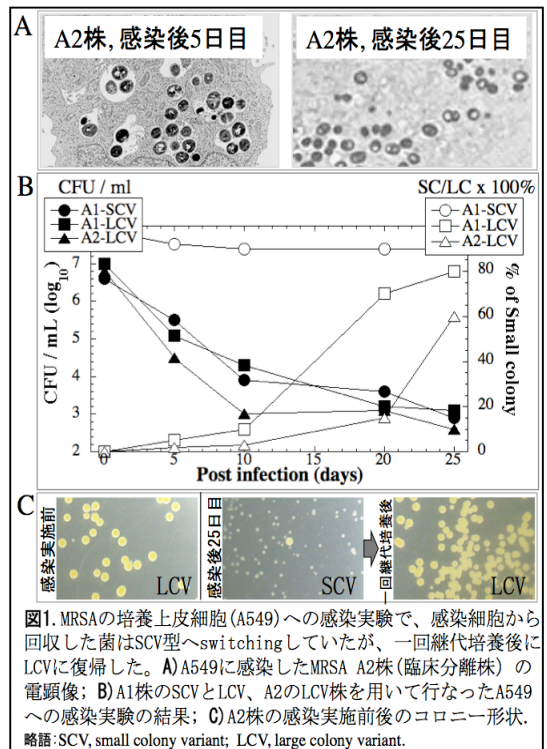 A
A2株,感染後5日目
A2株,感染後25日目
B
CFU / ml
SC/LC x 100%
A1-SCV
A1-LCV
A2-LCV
A1-SCV
A1-LCV
A2-LCV
CFU / mL (log10)
7
6
5
4
3
2
% of Small colony
80
60
40
20
0
0
5
10
15
20
25
Post infection (days)
C
感染実施前
LCV
感染後25日目
SCV
一回継代培養後
LCV
図1. MRSAの培養上皮細胞(A549)への感染実験で、感染細胞から
回収した菌はSCV型へswitchingしていたが、一回継代培養後に
LCVに復帰した。A)A549に感染したMRSA A2株(臨床分離株)の
電顕像; B)A1株のSCVとLCV、A2のLCV株を用いて行なったA549
への感染実験の結果; C)A2株の感染実施前後のコロニー形状.
略語:SCV, small colony variant; LCV, large colony variant.